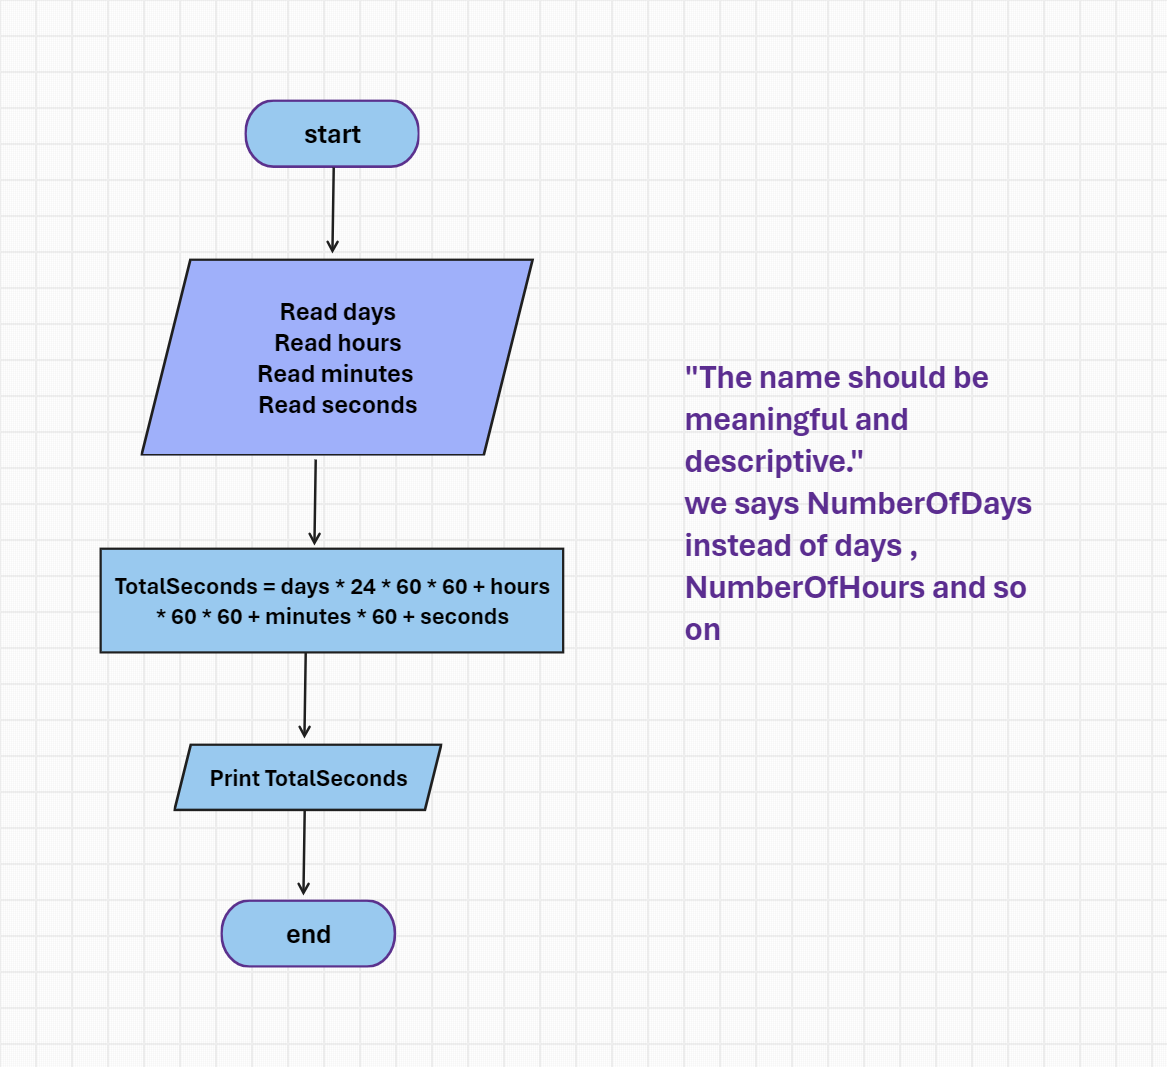 start
Read days
Read hours
Read minutes
Read seconds
TotalSeconds = days * 24 * 60 * 60 + hours
* 60 * 60 + minutes * 60 + seconds
Print TotalSeconds
end
"The name should be
meaningful and
descriptive."
we says NumberOfDays
instead of days ,
NumberOfHours and so
on